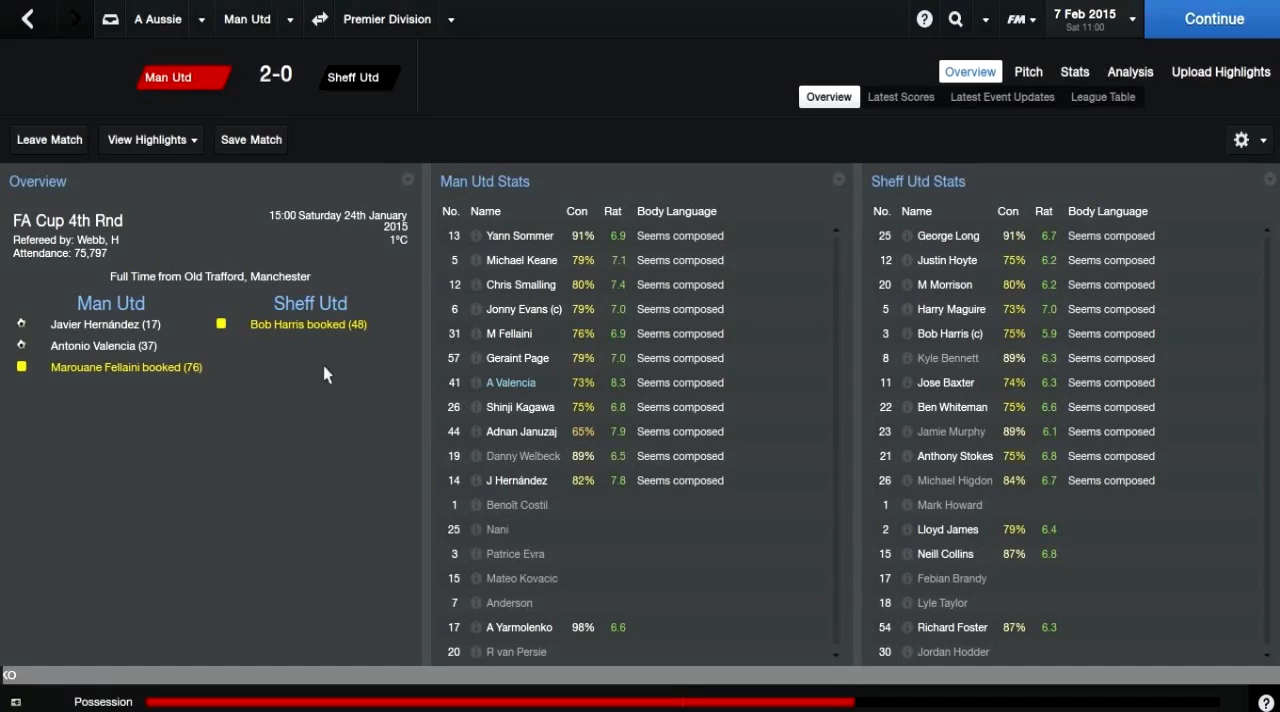 A Aussie Man Utd Premier Division FM 7 Feb 2015 Continue
Sat 11:00
Man Utd 2-0 Sheff Utd
Overview Pitch Stats Analysis Upload Highlights
Overview Latest Scores Latest Event Updates League Table
Leave Match View Highlights Save Match
Overview
FA Cup 4th Rnd
15:00 Saturday 24th January
2015
Refereed by: Webb, H
1°C
Attendance: 75,797
Full Time from Old Trafford, Manchester
Man Utd Sheff Utd
Javier Hernández (17) Bob Harris booked (48)
Antonio Valencia (37)
Marouane Fellaini booked (76)
Man Utd Stats
No. Name Con Rat Body Language
13 Yann Sommer 91% 6.9 Seems composed
5 Michael Keane 79% 7.1 Seems composed
12 Chris Smalling 80% 7.4 Seems composed
6 Jonny Evans (c) 79% 7.0 Seems composed
31 M Fellaini 76% 6.9 Seems composed
57 Geraint Page 79% 7.0 Seems composed
41 A Valencia 73% 8.3 Seems composed
26 Shinji Kagawa 75% 6.8 Seems composed
44 Adnan Januzaj 65% 7.9 Seems composed
19 Danny Welbeck 89% 6.5 Seems composed
14 J Hernández 82% 7.8 Seems composed
1 Benoît Costil
25 Nani
3 Patrice Evra
15 Mateo Kovacic
7 Anderson
17 A Yarmolenko 98% 6.6
20 R van Persie
Sheff Utd Stats
No. Name Con Rat Body Language
25 George Long 91% 6.7 Seems composed
12 Justin Hoyte 75% 6.2 Seems composed
20 M Morrison 80% 6.2 Seems composed
5 Harry Maguire 73% 7.0 Seems composed
3 Bob Harris (c) 75% 5.9 Seems composed
8 Kyle Bennett 89% 6.3 Seems composed
11 Jose Baxter 74% 6.3 Seems composed
22 Ben Whiteman 75% 6.6 Seems composed
23 Jamie Murphy 89% 6.1 Seems composed
21 Anthony Stokes 75% 6.8 Seems composed
26 Michael Higdon 84% 6.7 Seems composed
1 Mark Howard
2 Lloyd James 79% 6.4
15 Neill Collins 87% 6.8
17 Febian Brandy
18 Lyle Taylor
54 Richard Foster 87% 6.3
30 Jordan Hodder
KO
Possession